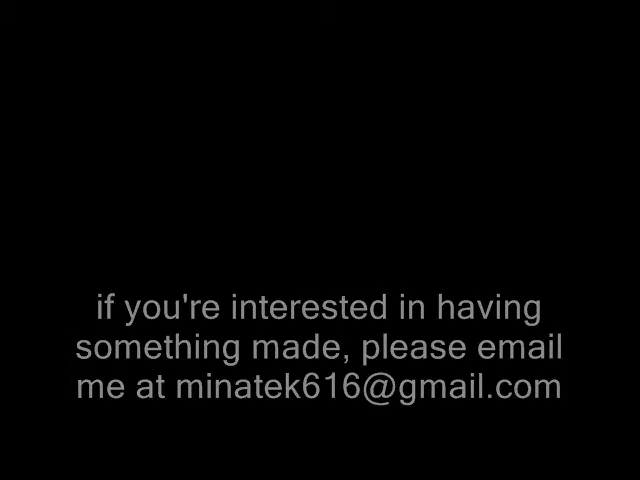 if you're interested in having
something made, please email
me at minatek616@gmail.com